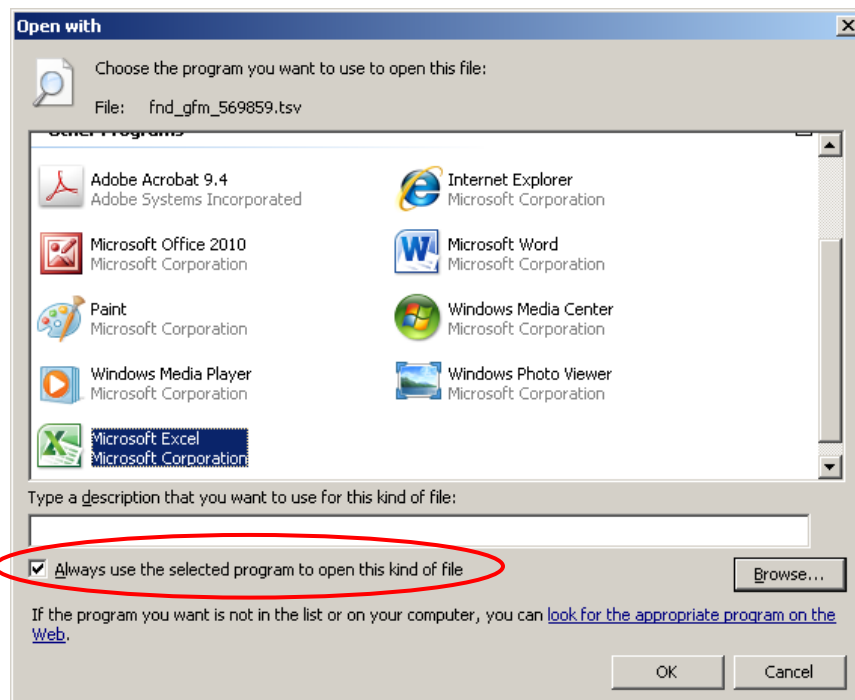 Open with
Choose the program you want to use to open this file:
File: fnd_gfm_569859.tsv
Other Programs
Adobe Acrobat 9.4
Adobe Systems Incorporated
Internet Explorer
Microsoft Corporation
Microsoft Office 2010
Microsoft Corporation
Microsoft Word
Microsoft Corporation
Paint
Microsoft Corporation
Windows Media Center
Microsoft Corporation
Windows Media Player
Microsoft Corporation
Windows Photo Viewer
Microsoft Corporation
Microsoft Excel
Microsoft Corporation
Type a description that you want to use for this kind of file:
Always use the selected program to open this kind of file
Browse...
If the program you want is not in the list or on your computer, you can look for the appropriate program on the
Web.
OK
Cancel